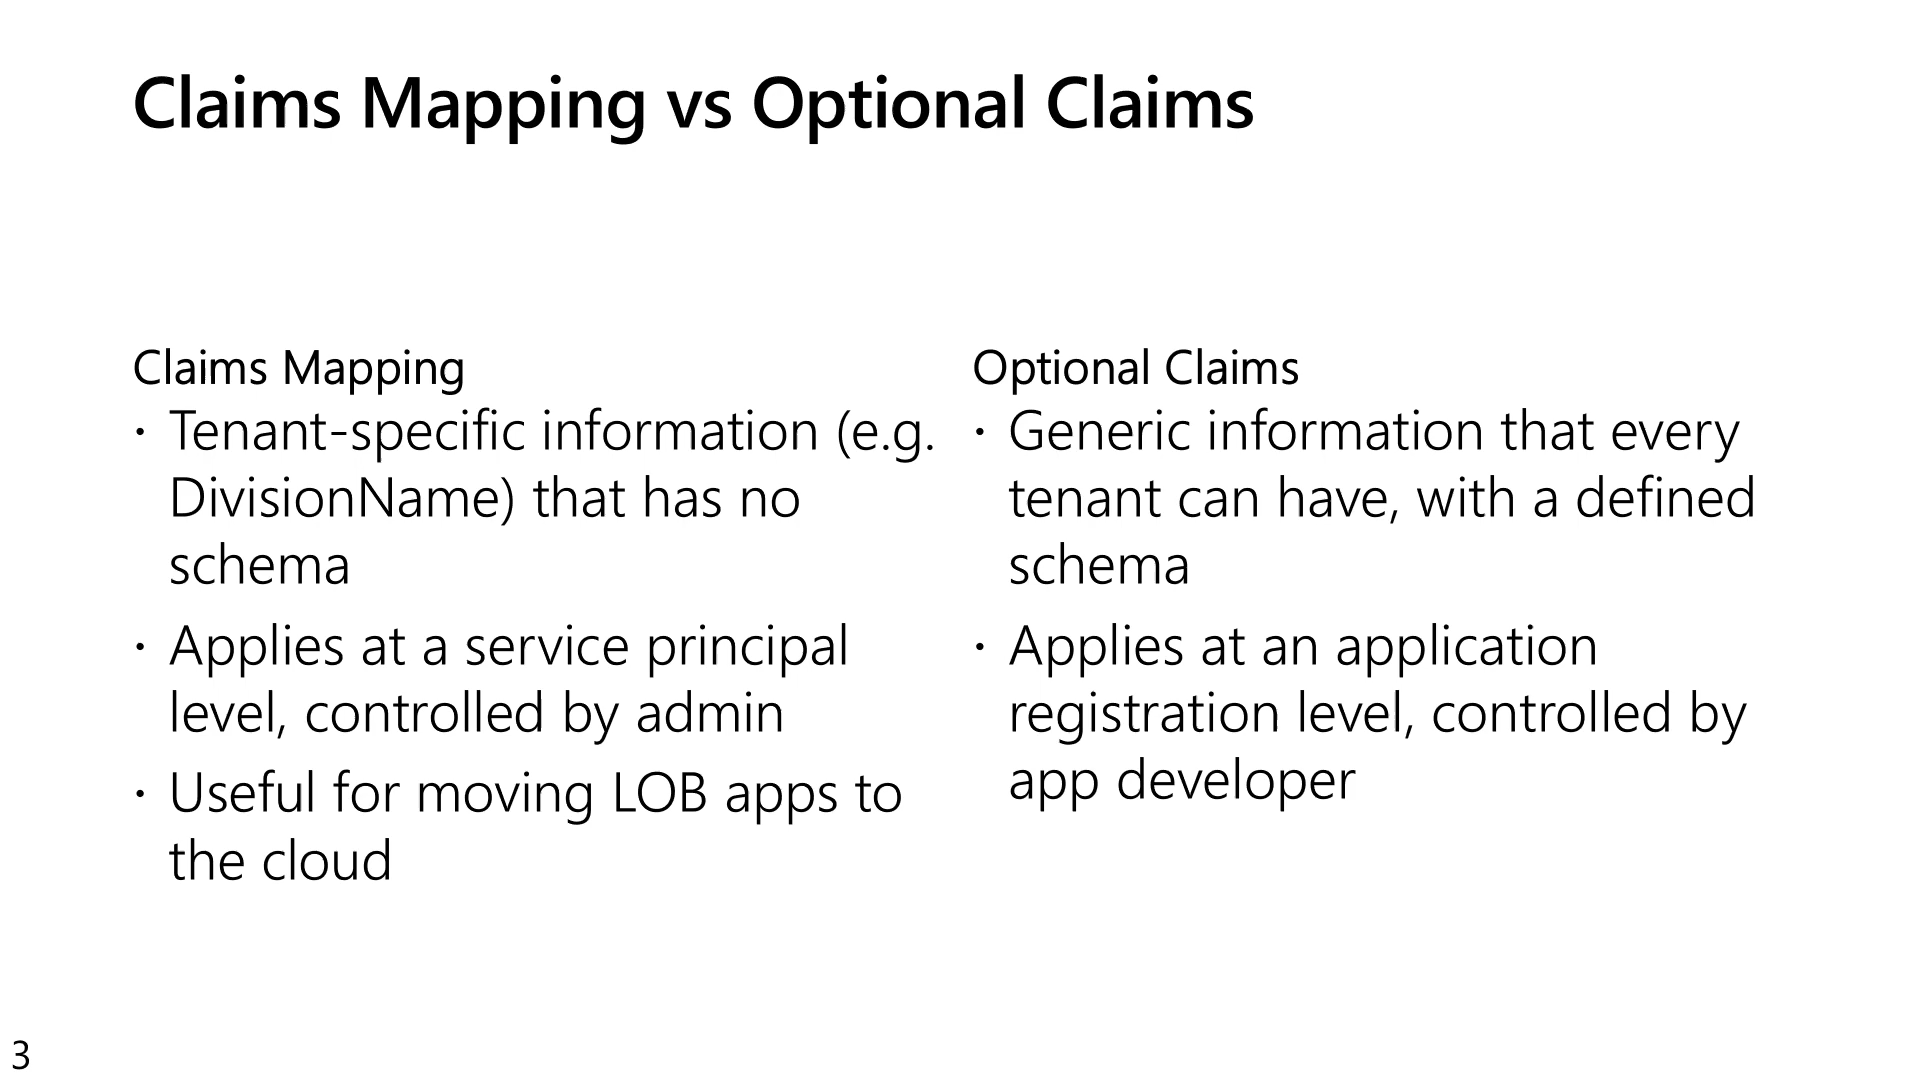 Claims Mapping vs Optional Claims
Claims Mapping
· Tenant-specific information (e.g.
DivisionName) that has no
schema
· Applies at a service principal
level, controlled by admin
· Useful for moving LOB apps to
the cloud
Optional Claims
· Generic information that every
tenant can have, with a defined
schema
· Applies at an application
registration level, controlled by
app developer
3